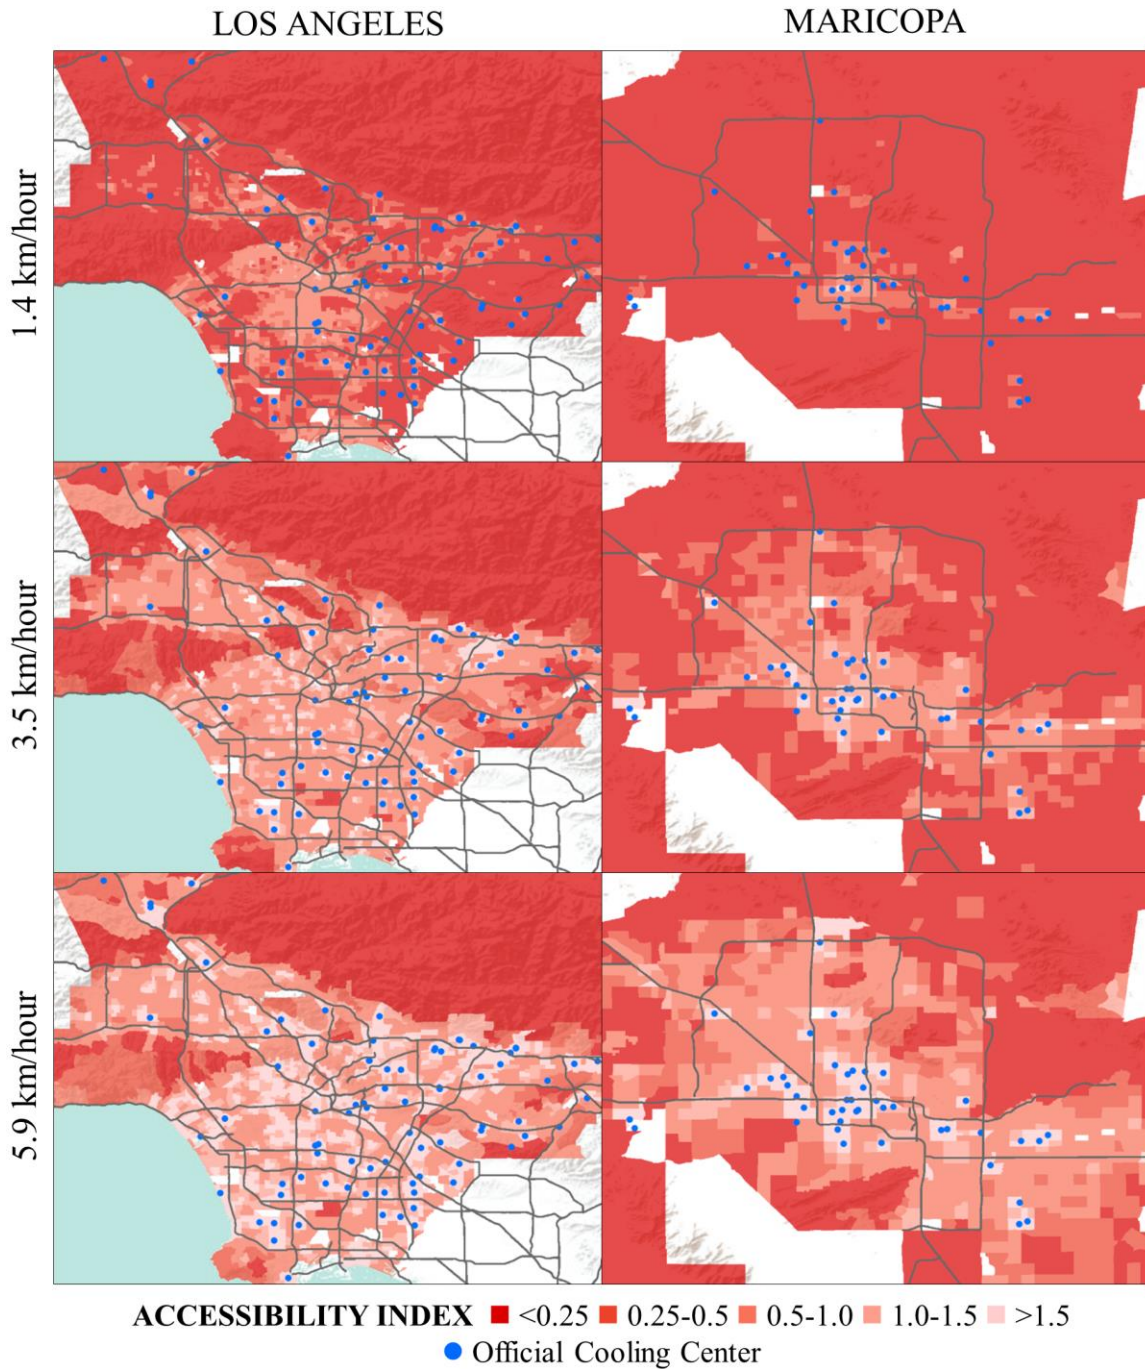 LOS ANGELES
MARICOPA
1.4 km/hour
3.5 km/hour
5.9 km/hour
ACCESSIBILITY INDEX <0.25 0.25-0.5 0.5-1.0 1.0-1.5 >1.5
Official Cooling Center